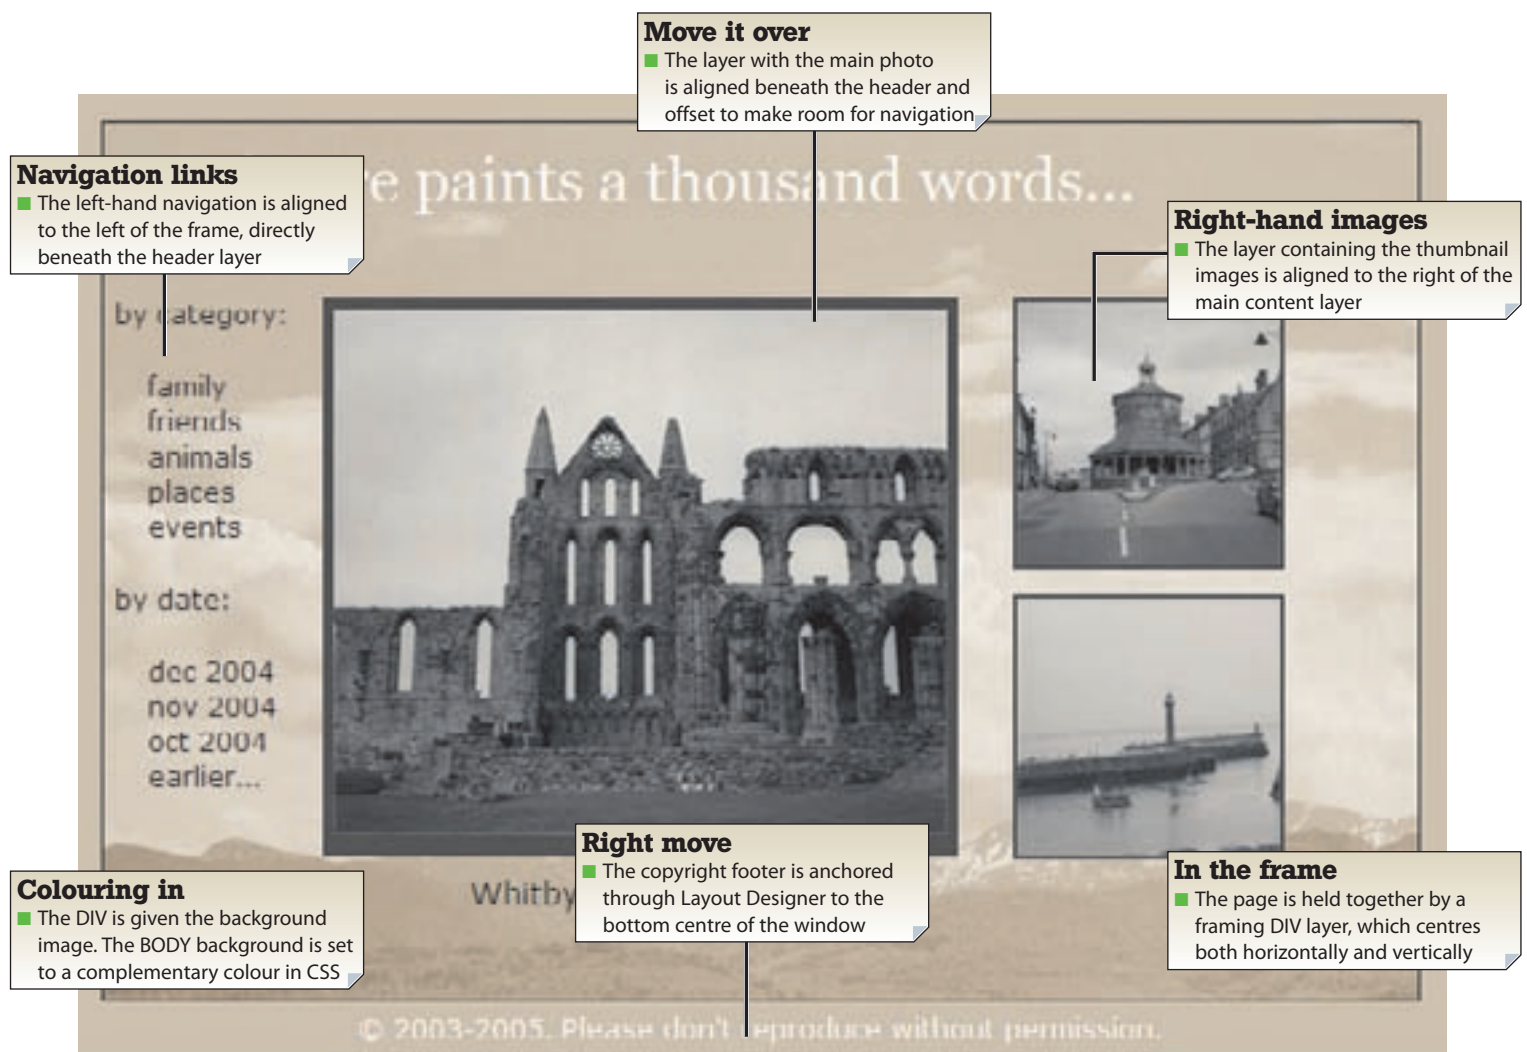 Move it over
The layer with the main photo
is aligned beneath the header and
offset to make room for navigation
Navigation links
The left-hand navigation is aligned
to the left of the frame, directly
beneath the header layer
re paints a thousand words...
Right-hand images
The layer containing the thumbnail
images is aligned to the right of the
main content layer
by category:
family
friends
animals
places
events
by date:
dec 2004
nov 2004
oct 2004
earlier...
Right move
The copyright footer is anchored
through Layout Designer to the
bottom centre of the window
Whitby
Colouring in
The DIV is given the background
image. The BODY background is set
to a complementary colour in CSS
In the frame
The page is held together by a
framing DIV layer, which centres
both horizontally and vertically
© 2003-2005. Please don't reproduce without permission.